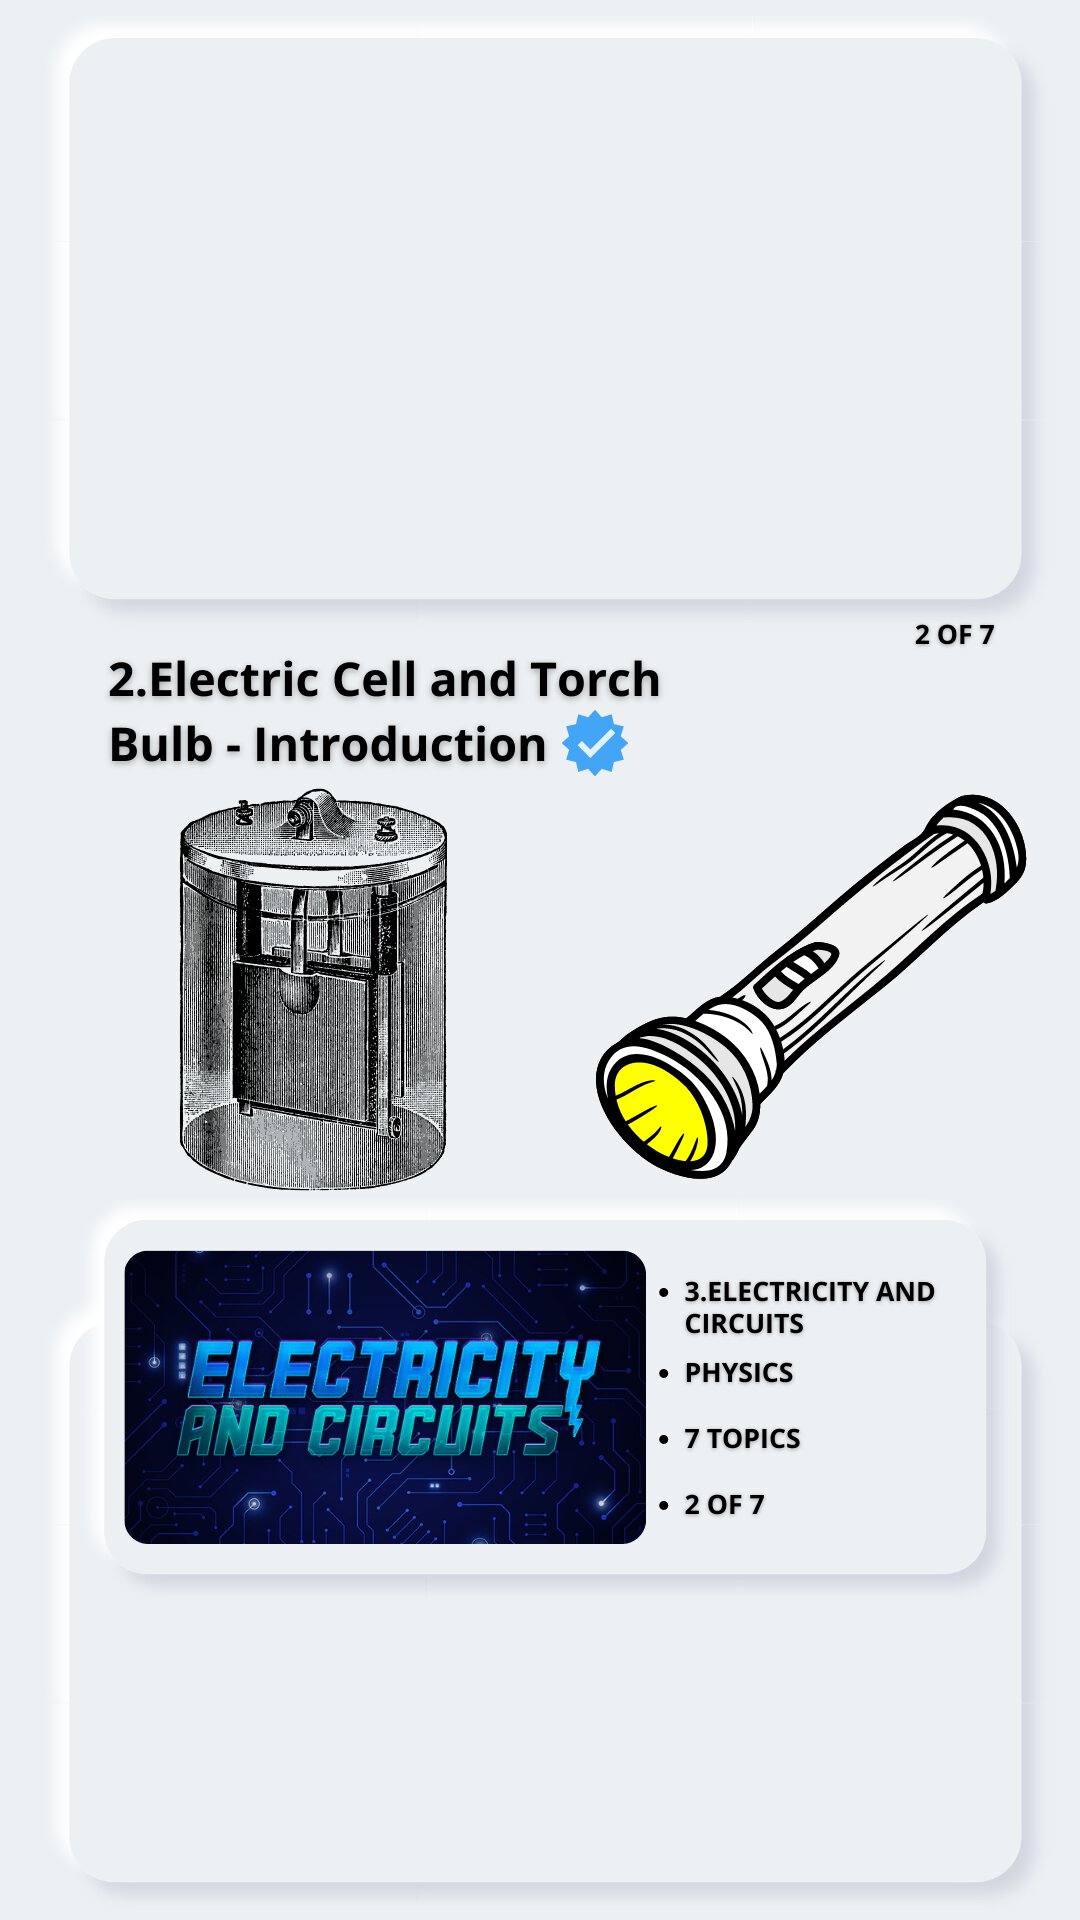 2 OF 7
2.Electric Cell and Torch
Bulb - Introduction
ELECTRICITY
AND CIRCUITS
• 3.ELECTRICITY AND
CIRCUITS
• PHYSICS
• 7 TOPICS
• 2 OF 7